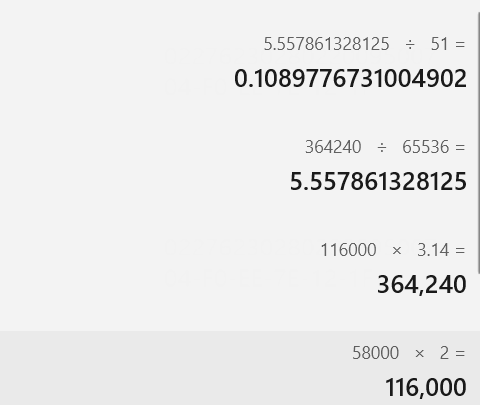 5.557861328125 ÷ 51 =
0.1089776731004902
364240 ÷ 65536 =
5.557861328125
116000 × 3.14 =
364,240
58000 × 2 =
116,000